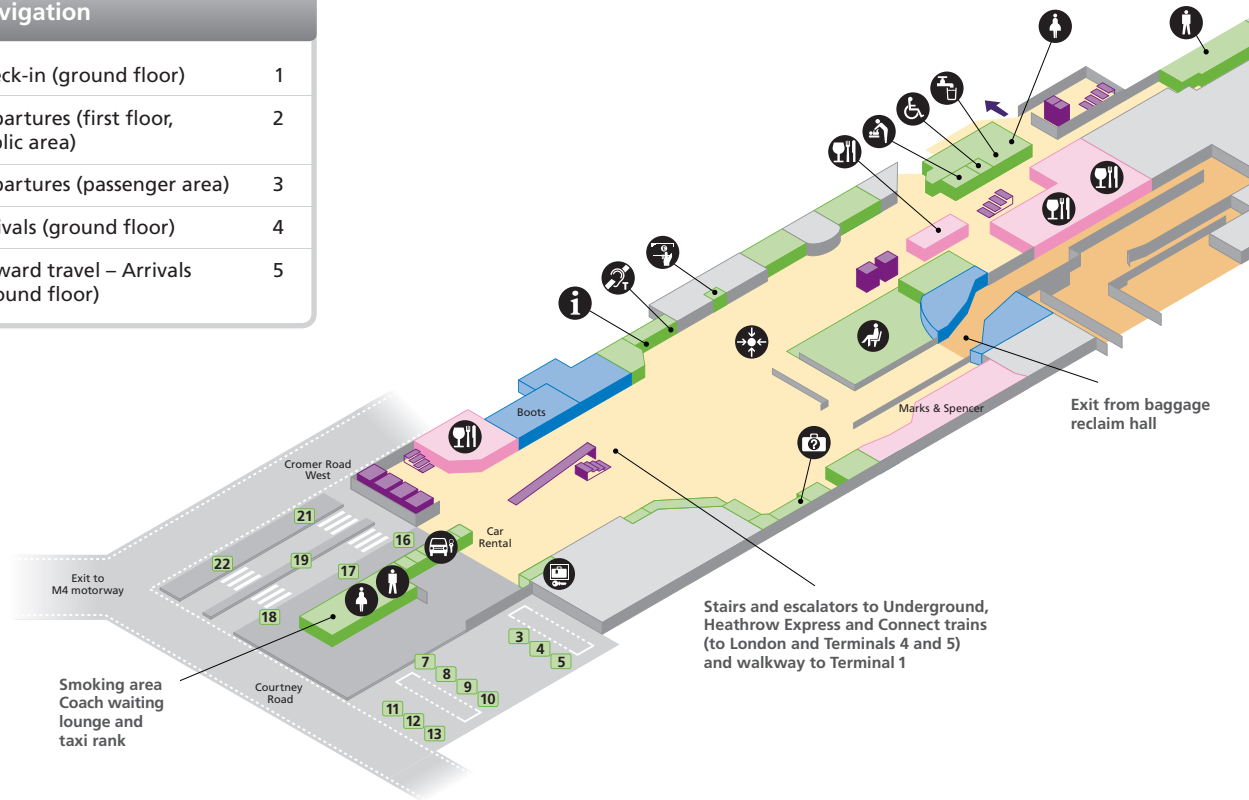 vigation
ck-in (ground floor) 1
artures (first floor, 2
lic area)
artures (passenger area) 3
vals (ground floor) 4
ward travel – Arrivals 5
und floor)
Boots
Marks & Spencer
Exit from baggage
reclaim hall
Cromer Road
West
Car
Rental
21
16
22
19
17
18
Exit to
M4 motorway
3
4
5
7
8
9
10
11
12
13
Courtney
Road
Stairs and escalators to Underground,
Heathrow Express and Connect trains
(to London and Terminals 4 and 5)
and walkway to Terminal 1
Smoking area
Coach waiting
lounge and
taxi rank